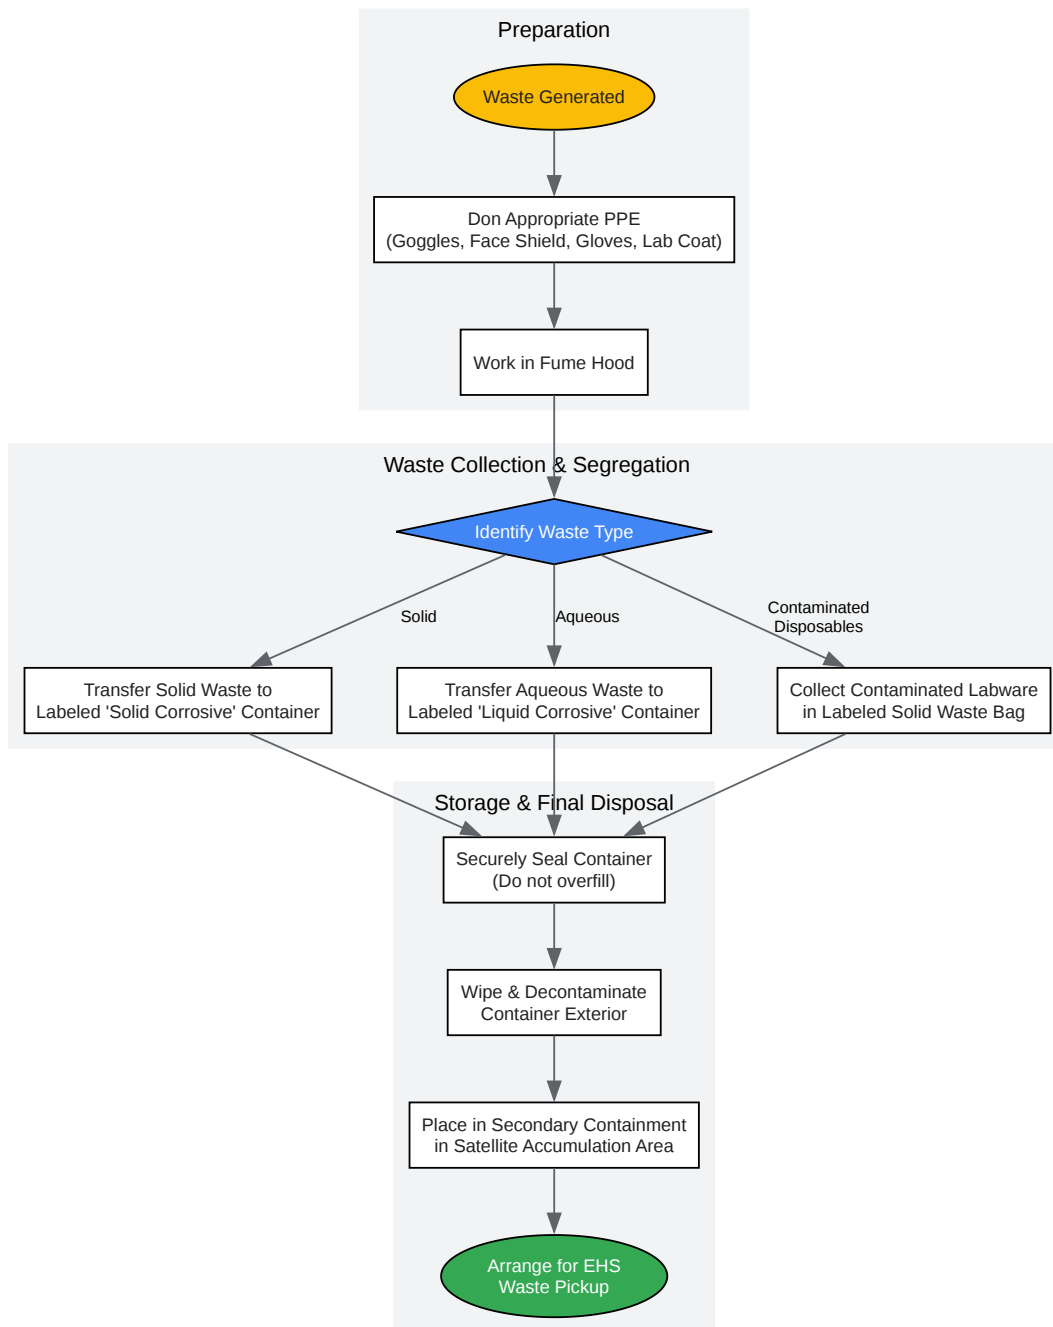 Preparation
Waste Generated
Don Appropriate PPE
(Goggles, Face Shield, Gloves, Lab Coat)
Work in Fume Hood
Waste Collection & Segregation
Identify Waste Type
Solid
Aqueous
Contaminated
Disposables
Transfer Solid Waste to
Labeled 'Solid Corrosive' Container
Transfer Aqueous Waste to
Labeled 'Liquid Corrosive' Container
Collect Contaminated Labware
in Labeled Solid Waste Bag
Storage & Final Disposal
Securely Seal Container
(Do not overfill)
Wipe & Decontaminate
Container Exterior
Place in Secondary Containment
in Satellite Accumulation Area
Arrange for EHS
Waste Pickup